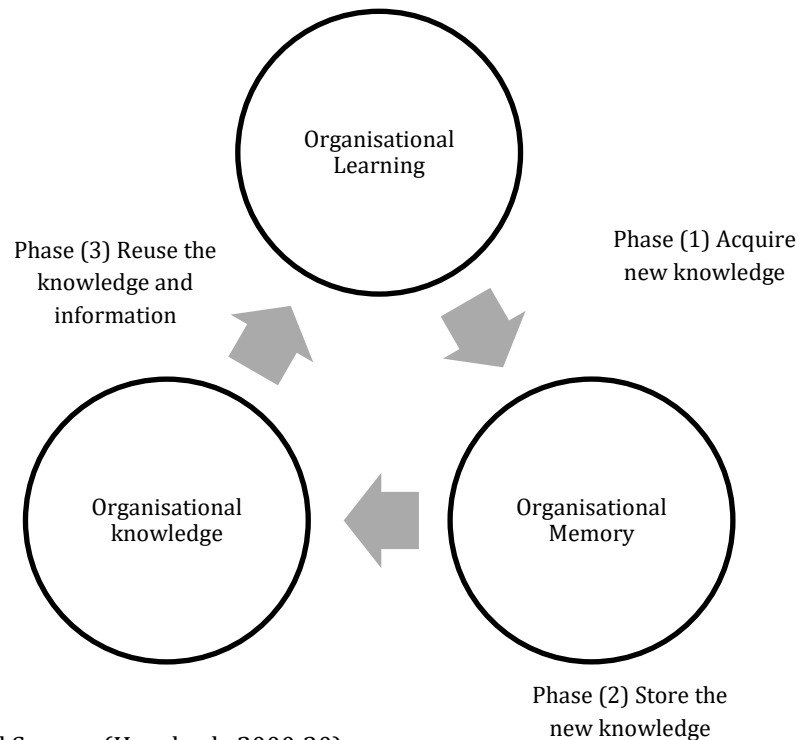 Organisational
Learning
Phase (3) Reuse the
knowledge and
information
Phase (1) Acquire
new knowledge
Organisational
knowledge
Organisational
Memory
Phase (2) Store the
new knowledge